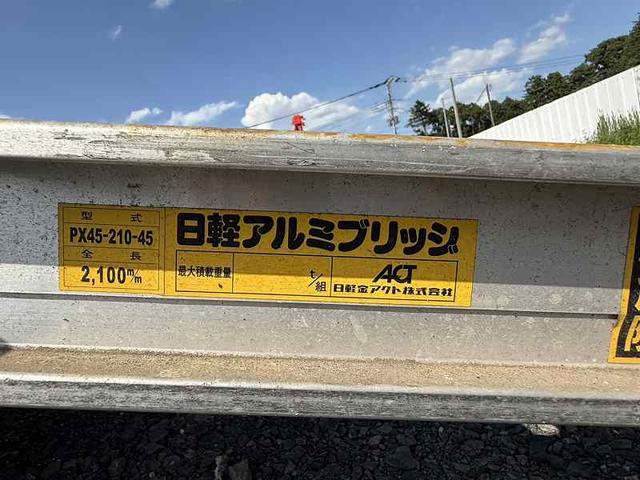 型式
PX45-210-45
全長
2,100m/m
日軽アルミブリッジ
最大積載重量
t/組
ACT
日軽金アクト株式会社